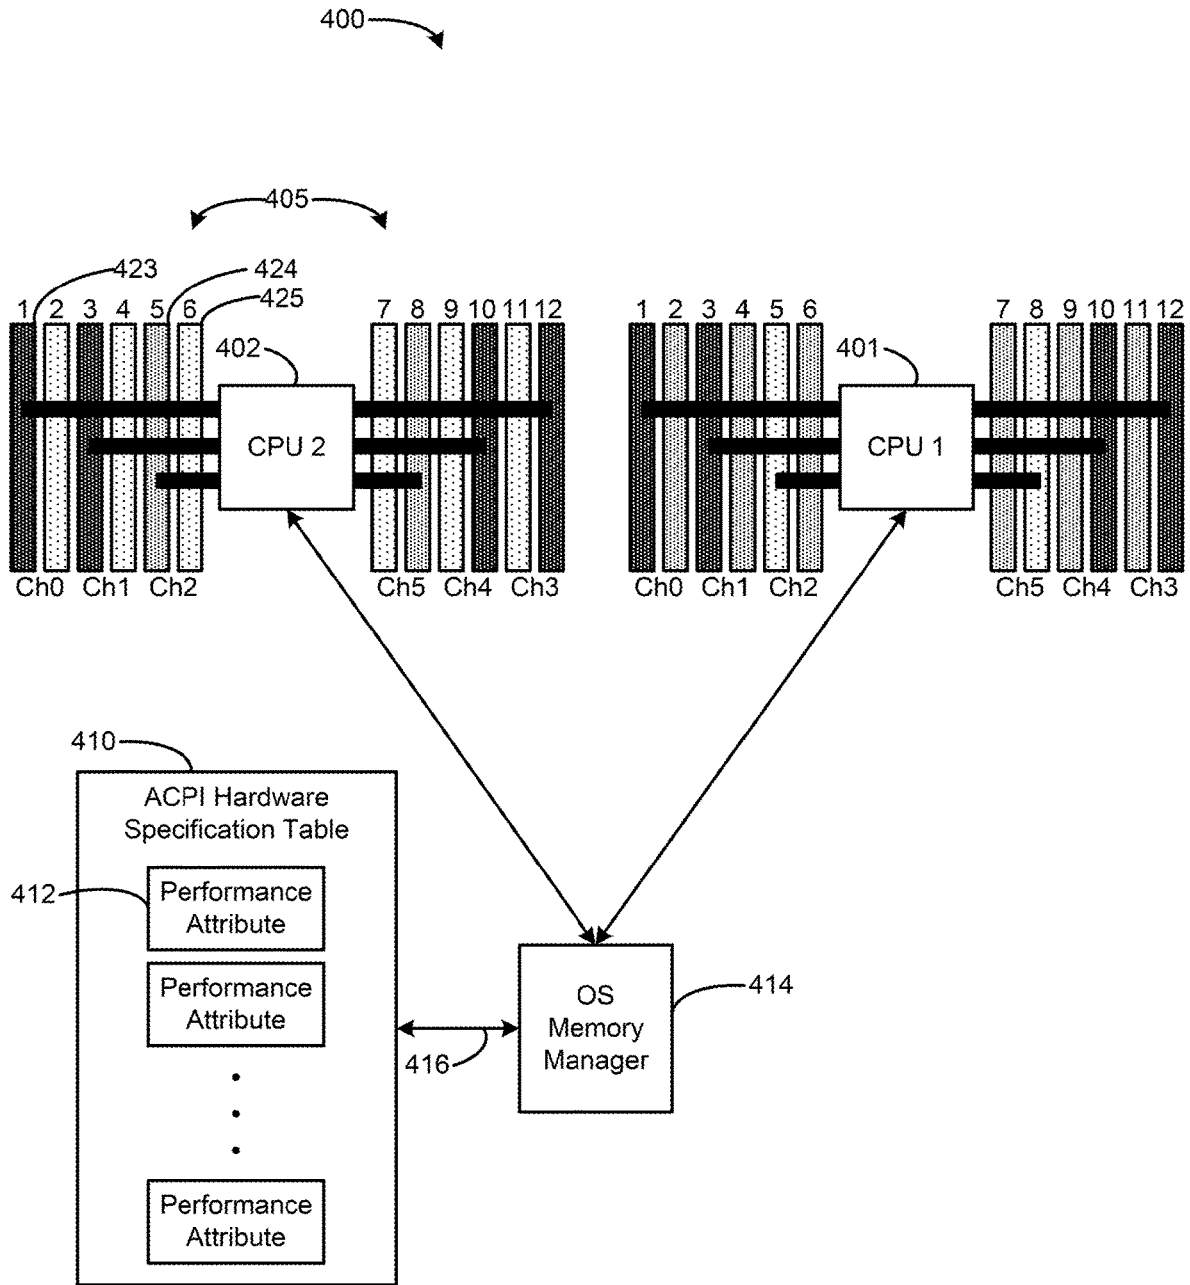 400
405
423 424
425
1 2 3 4 5 6 7 8 9 10 11 12 1 2 3 4 5 6 7 8 9 10 11 12
402 401
CPU 2 CPU 1
Ch0 Ch1 Ch2 Ch5 Ch4 Ch3 Ch0 Ch1 Ch2 Ch5 Ch4 Ch3
410
ACPI Hardware
Specification Table
412
Performance
Attribute
Performance
Attribute
Performance
Attribute
416
OS
Memory
Manager
414